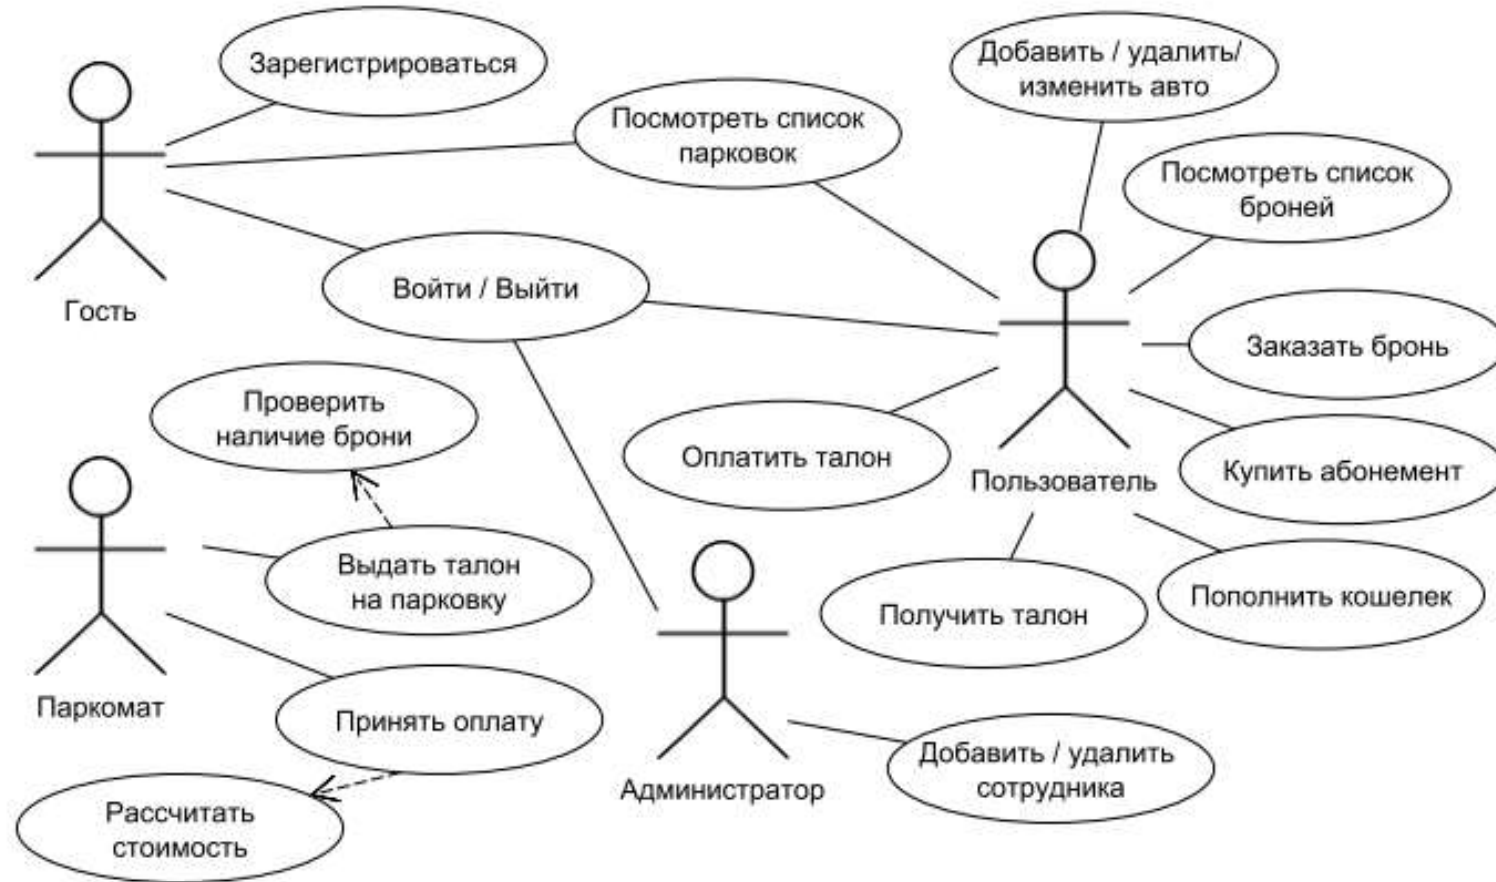 Зарегистрироваться
Добавить / удалить/
изменить авто
Посмотреть список
парковок
Посмотреть список
броней
Гость
Войти / Выйти
Заказать бронь
Проверить
наличие брони
Оплатить талон
Пользователь
Купить абонемент
Выдать талон
на парковку
Получить талон
Пополнить кошелек
Паркомат
Принять оплату
Администратор
Добавить / удалить
сотрудника
Рассчитать
стоимость